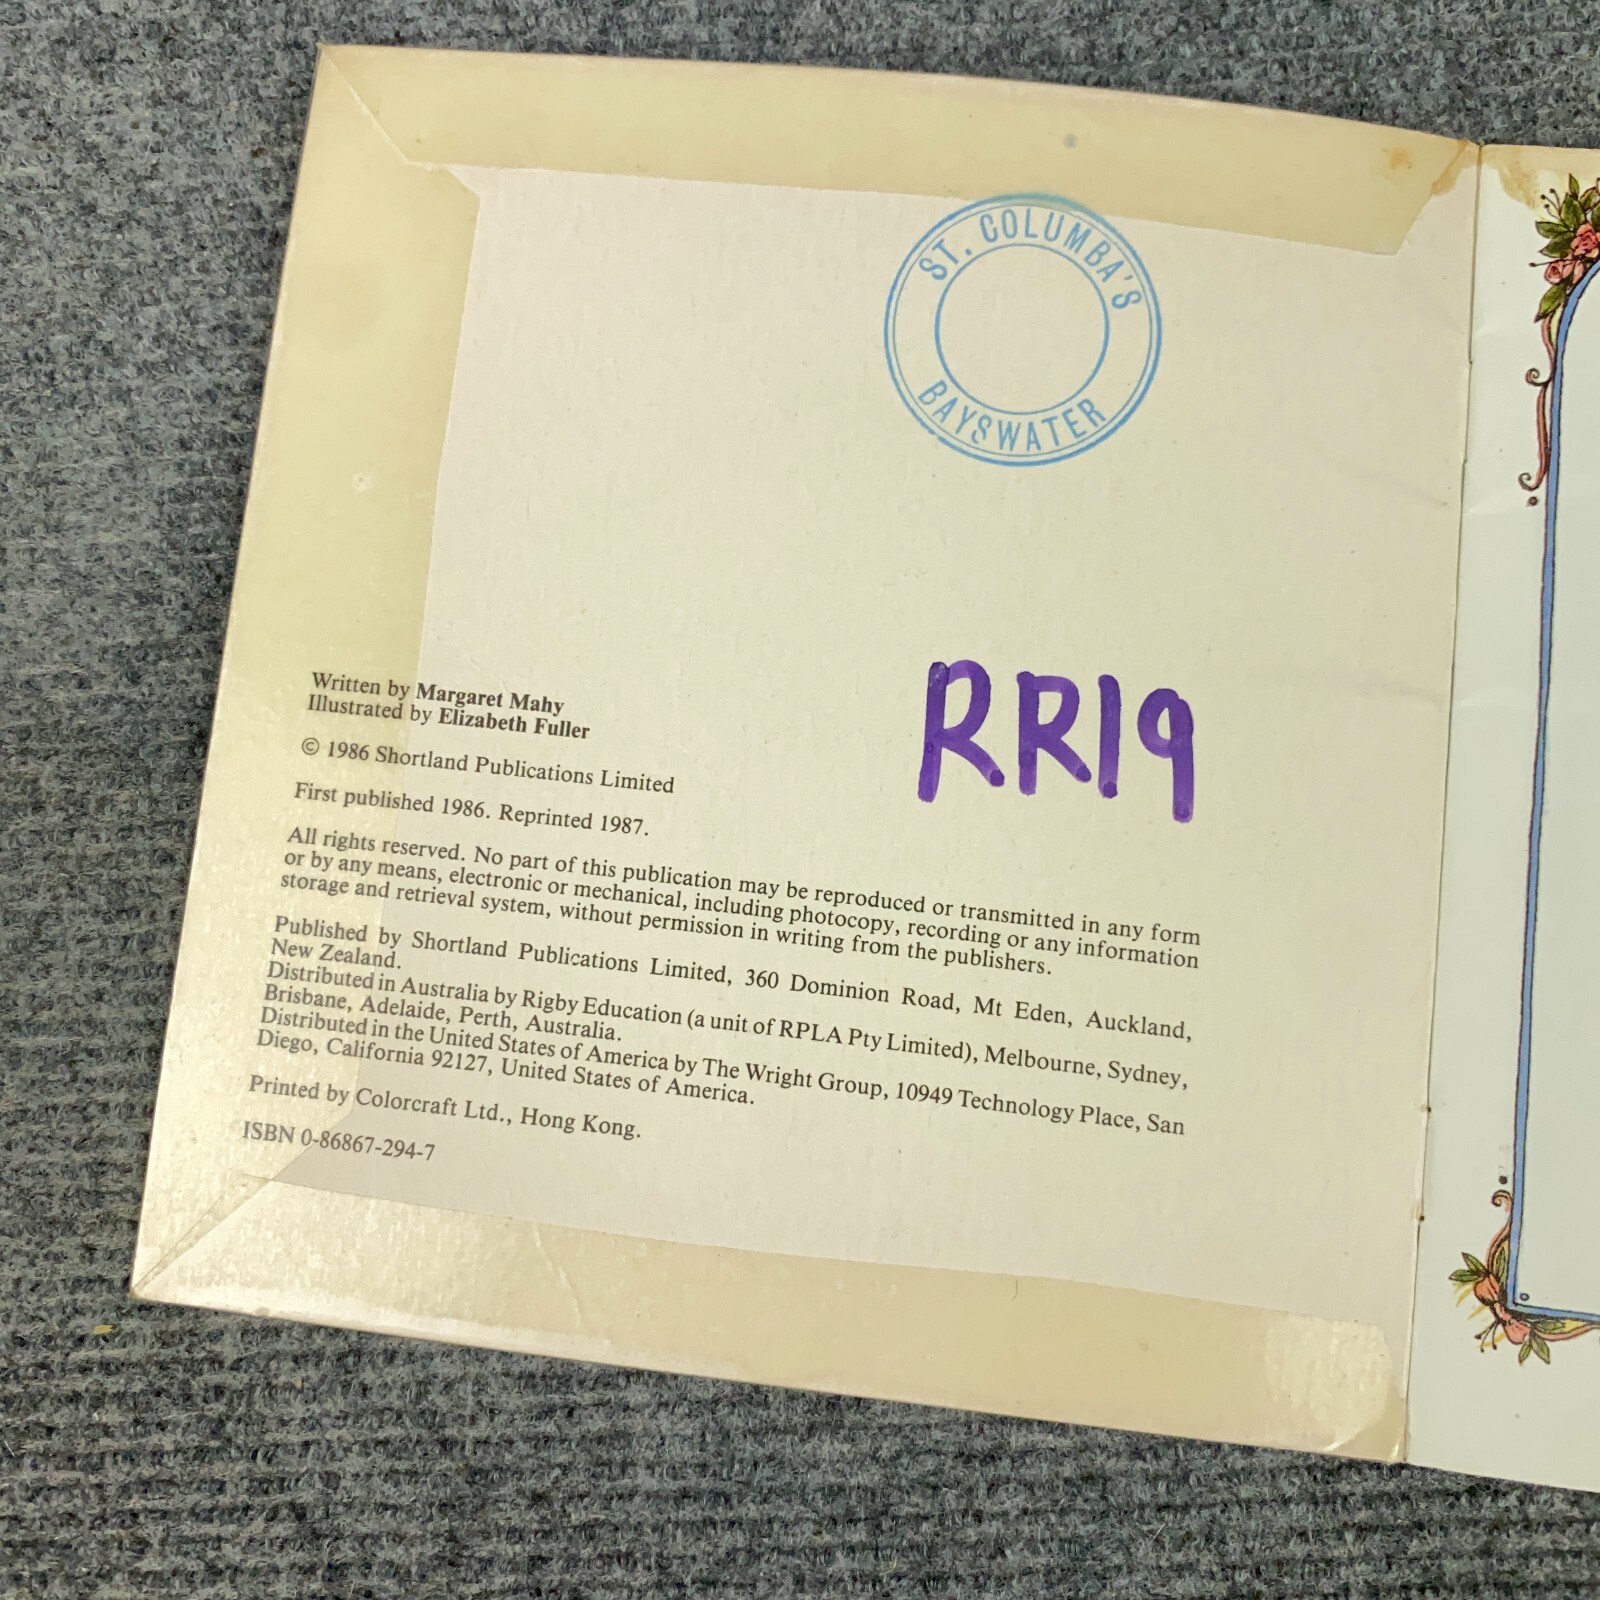 ST. COLUMBA'S
BAYSWATER
RR19
Written by Margaret Mahy
Illustrated by Elizabeth Fuller
© 1986 Shortland Publications Limited
First published 1986. Reprinted 1987.
All rights reserved. No part of this publication may be reproduced or transmitted in any form
or by any means, electronic or mechanical, including photocopy, recording or any information
storage and retrieval system, without permission in writing from the publishers.
Published by Shortland Publications Limited, 360 Dominion Road, Mt Eden, Auckland,
New Zealand.
Distributed in Australia by Rigby Education (a unit of RPLA Pty Limited), Melbourne, Sydney,
Brisbane, Adelaide, Perth, Australia.
Distributed in the United States of America by The Wright Group, 10949 Technology Place, San
Diego, California 92127, United States of America.
Printed by Colorcraft Ltd., Hong Kong.
ISBN 0-86867-294-7